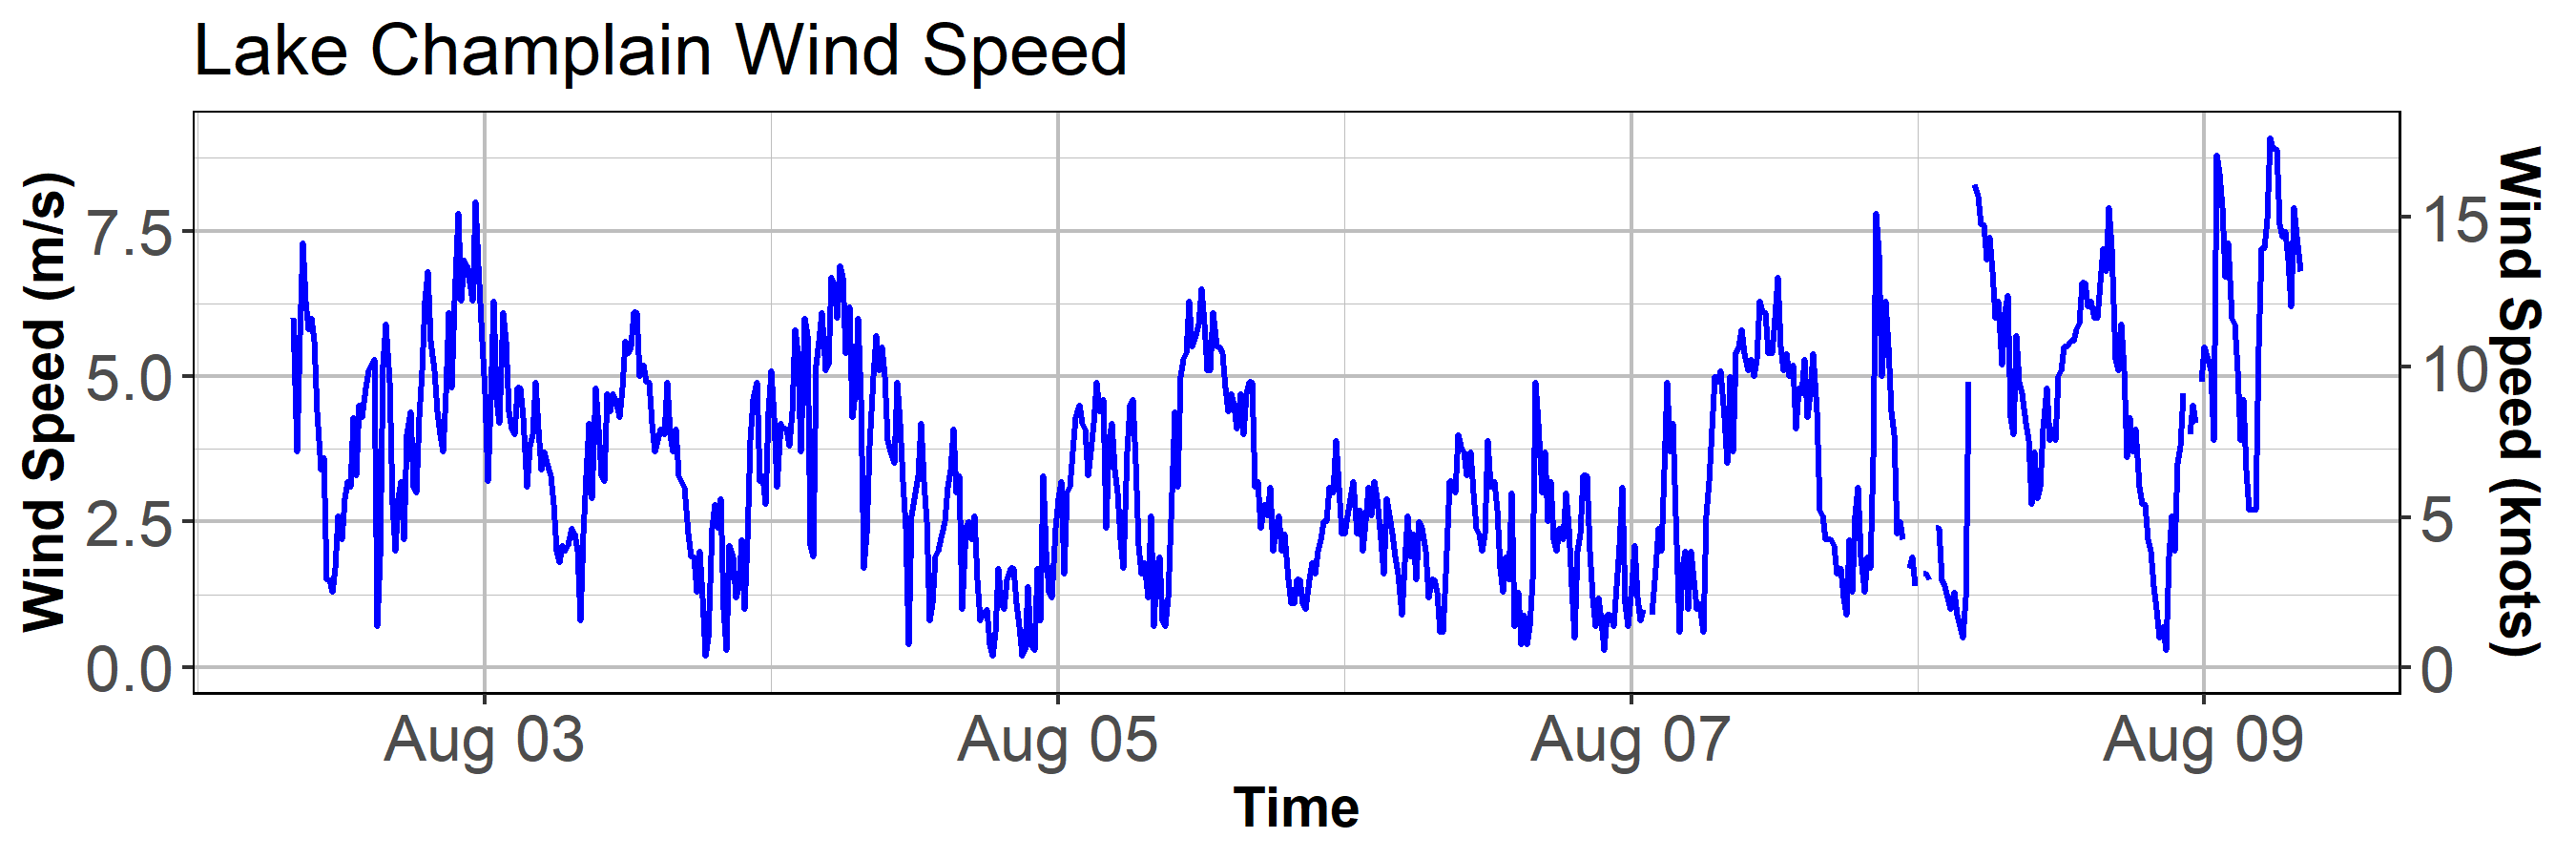 Lake Champlain Wind Speed
Wind Speed (m/s)
7.5
5.0
2.5
0.0
15
10
5
0
Wind Speed (knots)
Aug 03
Aug 05
Aug 07
Aug 09
Time